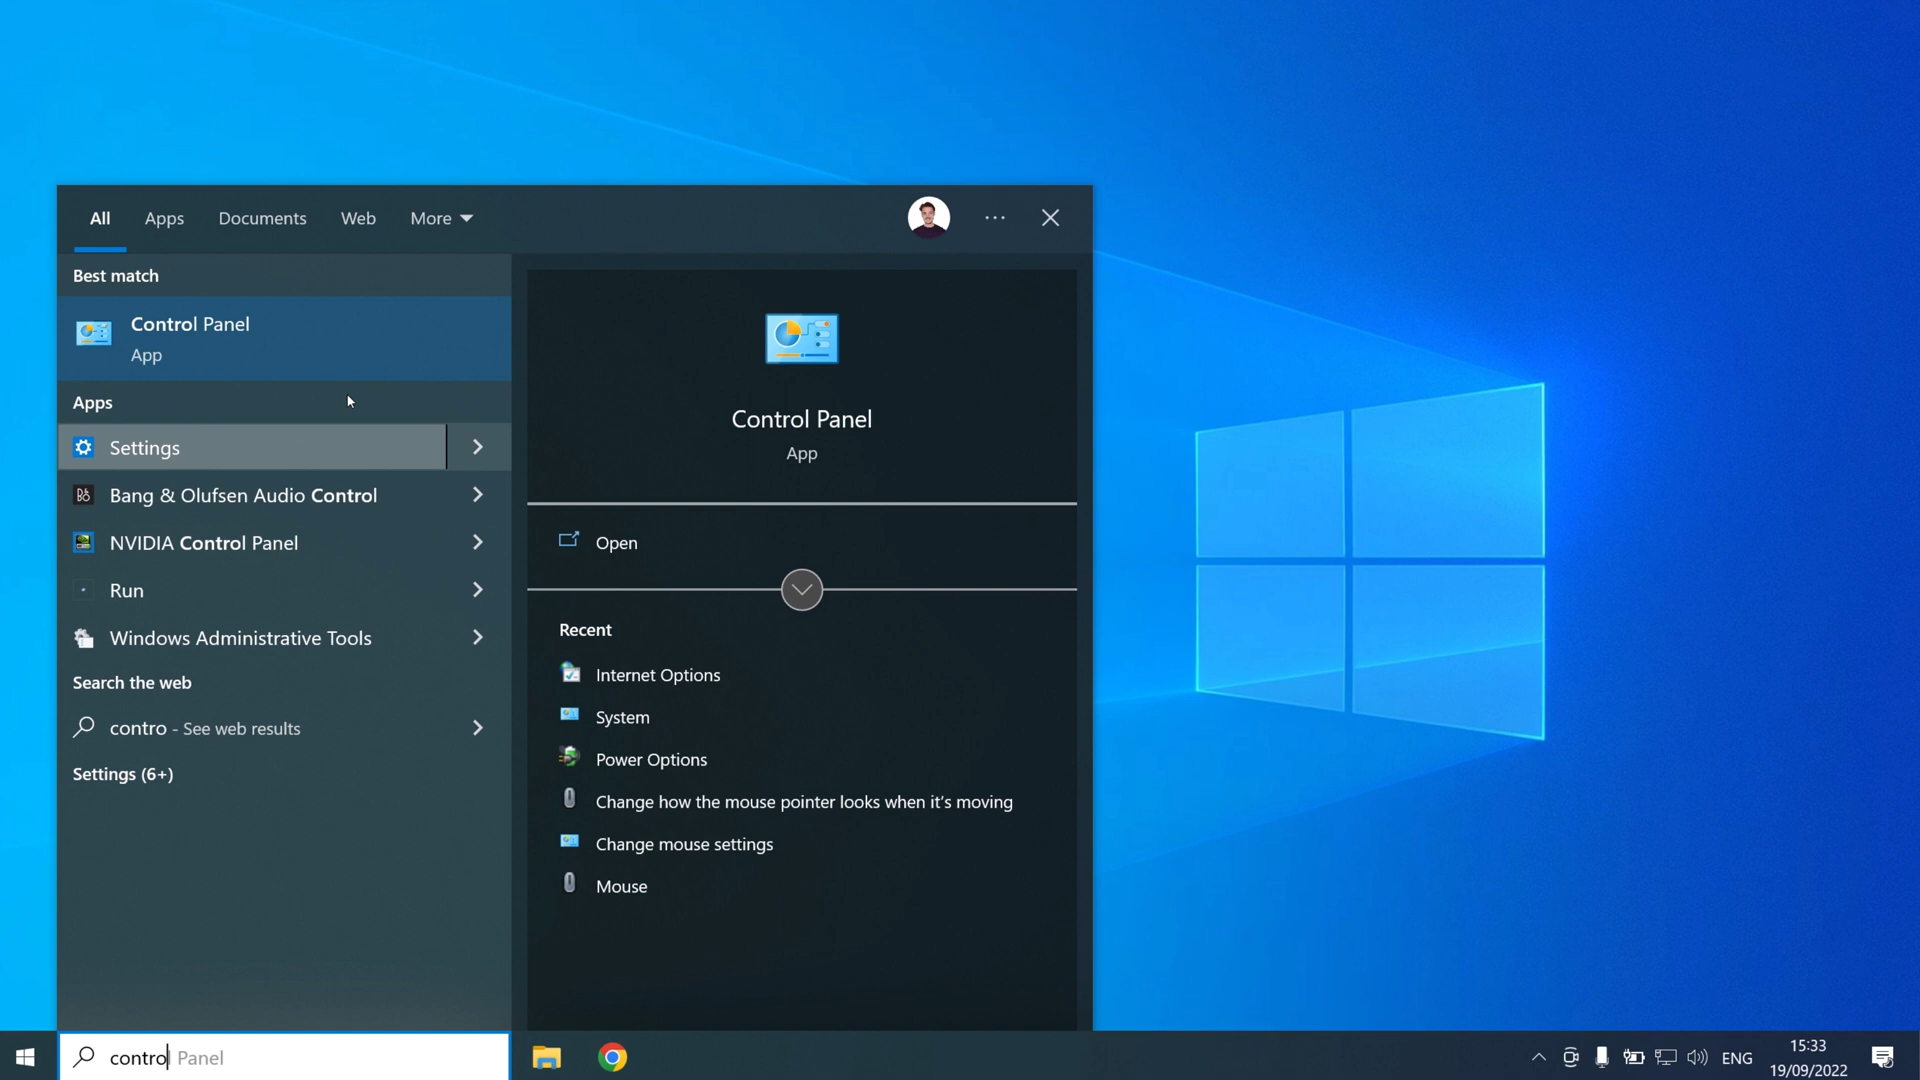 All Apps Documents Web More
Best match
Control Panel
App
Apps
Settings
Bang & Olufsen Audio Control
NVIDIA Control Panel
Run
Windows Administrative Tools
Search the web
contro - See web results
Settings (6+)
Control Panel
App
Open
Recent
Internet Options
System
Power Options
Change how the mouse pointer looks when it's moving
Change mouse settings
Mouse
control Panel
ENG
15:33
19/09/2022